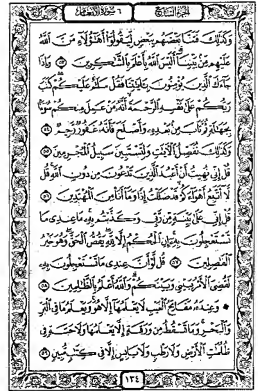 الجزء السابع ٦ سورة الأنعام
وَكَذَٰلِكَ فَتَنَّا بَعْضَهُم بِبَعْضٍ لِّيَقُولُوٓا۟ أَهَـٰٓؤُلَآءِ مَنَّ ٱللَّهُ
عَلَيْهِم مِّنۢ بَيْنِنَآ أَلَيْسَ ٱللَّهُ بِأَعْلَمَ بِٱلشَّـٰكِرِينَ ٥٣ وَإِذَا
جَآءَكَ ٱلَّذِينَ يُؤْمِنُونَ بِـَٔايَـٰتِنَا فَقُلْ سَلَـٰمٌ عَلَيْكُمْ كَتَبَ
رَبُّكُمْ عَلَىٰ نَفْسِهِ ٱلرَّحْمَةَ أَنَّهُۥ مَنْ عَمِلَ مِنكُمْ سُوٓءًۢا
بِجَهَـٰلَةٍ ثُمَّ تَابَ مِنۢ بَعْدِهِۦ وَأَصْلَحَ فَأَنَّهُۥ غَفُورٌ رَّحِيمٌ ٥٤
وَكَذَٰلِكَ نُفَصِّلُ ٱلْـَٔايَـٰتِ وَلِتَسْتَبِينَ سَبِيلُ ٱلْمُجْرِمِينَ ٥٥
قُلْ إِنِّى نُهِيتُ أَنْ أَعْبُدَ ٱلَّذِينَ تَدْعُونَ مِن دُونِ ٱللَّهِ قُل
لَّآ أَتَّبِعُ أَهْوَآءَكُمْ قَدْ ضَلَلْتُ إِذًا وَمَآ أَنَا۠ مِنَ ٱلْمُهْتَدِينَ ٥٦
قُلْ إِنِّى عَلَىٰ بَيِّنَةٍ مِّن رَّبِّى وَكَذَّبْتُم بِهِۦ مَا عِندِى مَا
تَسْتَعْجِلُونَ بِهِۦٓ إِنِ ٱلْحُكْمُ إِلَّا لِلَّهِ يَقُصُّ ٱلْحَقَّ وَهُوَ خَيْرُ
ٱلْفَـٰصِلِينَ ٥٧ قُل لَّوْ أَنَّ عِندِى مَا تَسْتَعْجِلُونَ بِهِۦ
لَقُضِىَ ٱلْأَمْرُ بَيْنِى وَبَيْنَكُمْ وَٱللَّهُ أَعْلَمُ بِٱلظَّـٰلِمِينَ ٥٨
۞ وَعِندَهُۥ مَفَاتِحُ ٱلْغَيْبِ لَا يَعْلَمُهَآ إِلَّا هُوَ وَيَعْلَمُ مَا فِى ٱلْبَرِّ
وَٱلْبَحْرِ وَمَا تَسْقُطُ مِن وَرَقَةٍ إِلَّا يَعْلَمُهَا وَلَا حَبَّةٍ فِى
ظُلُمَـٰتِ ٱلْأَرْضِ وَلَا رَطْبٍ وَلَا يَابِسٍ إِلَّا فِى كِتَـٰبٍ مُّبِينٍ ٥٩
١٣٤